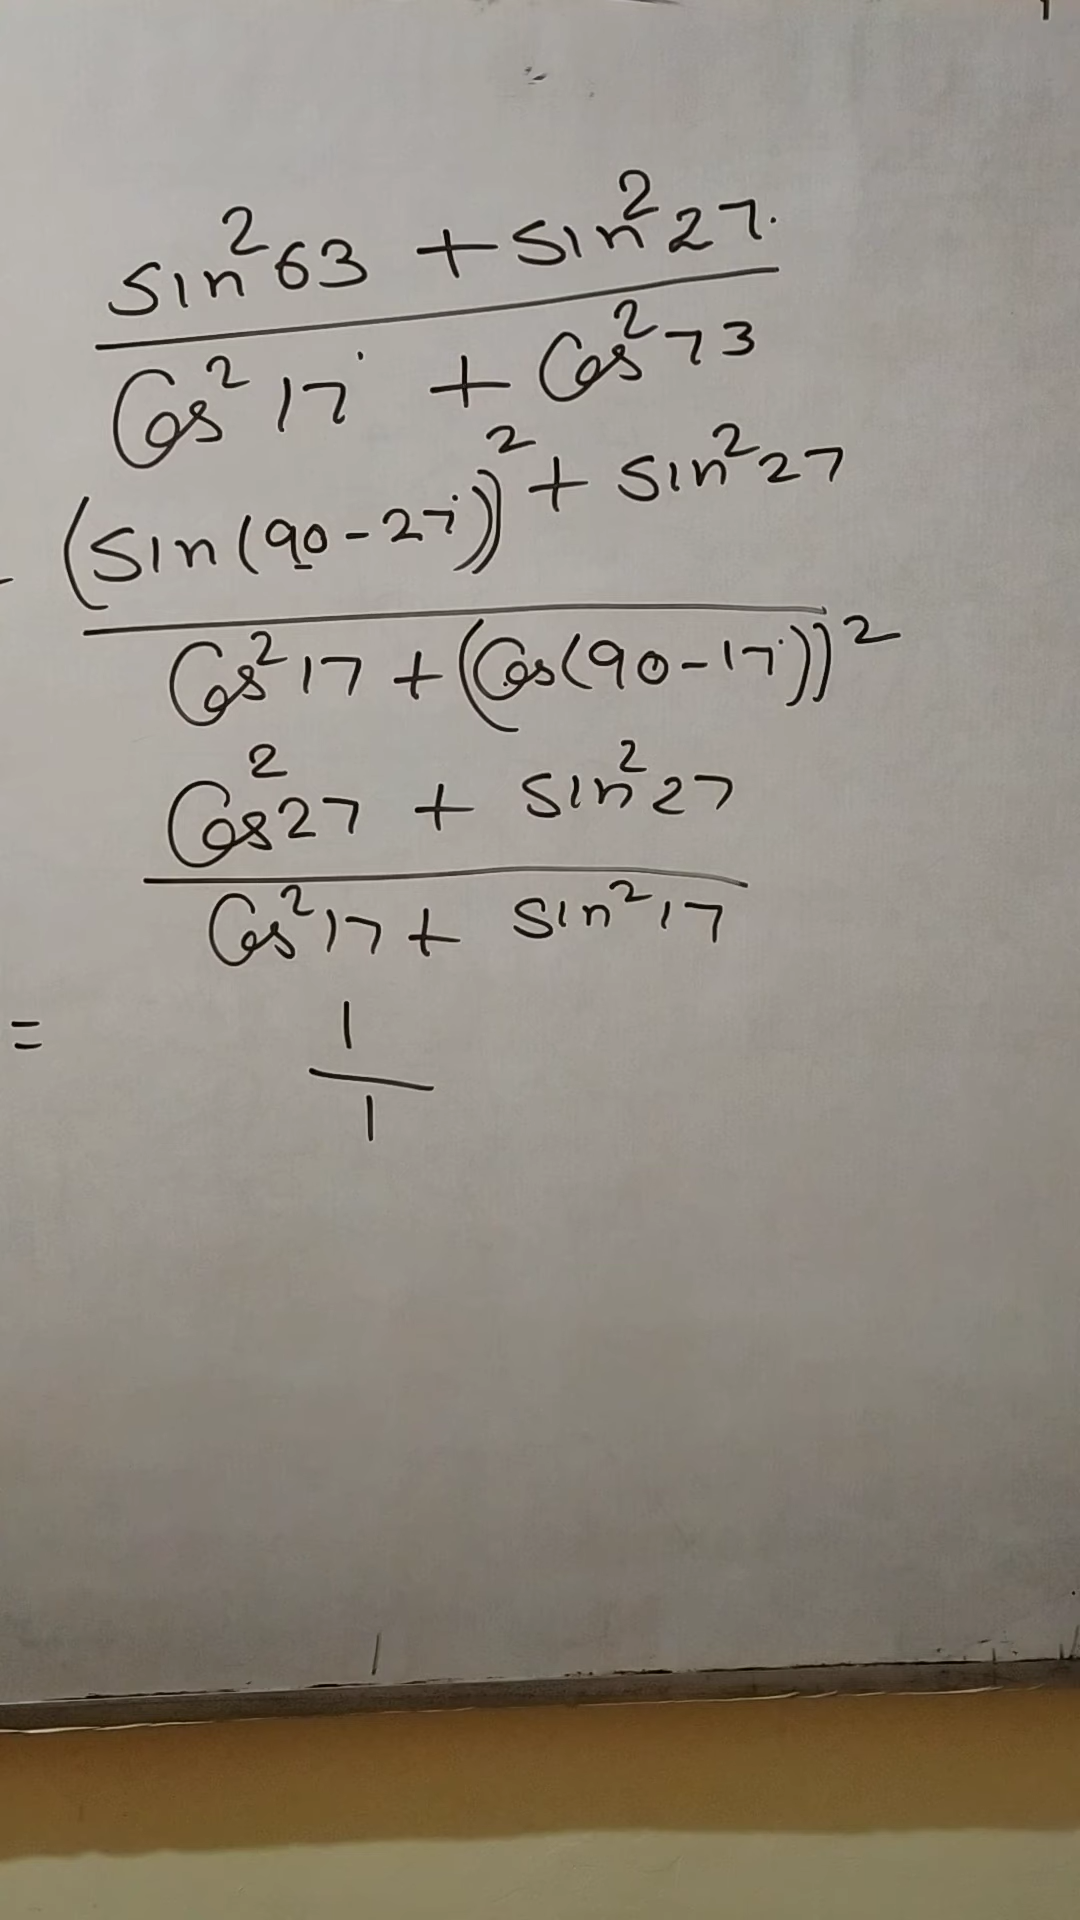 sin²63 + sin²27.
Cos²17° + Cos²73
(sin(90-27))² + sin²27
Cos²17 + (Cos(90-17))²
Cos²27 + sin²27
Cos²17 + sin²17
= 1
1